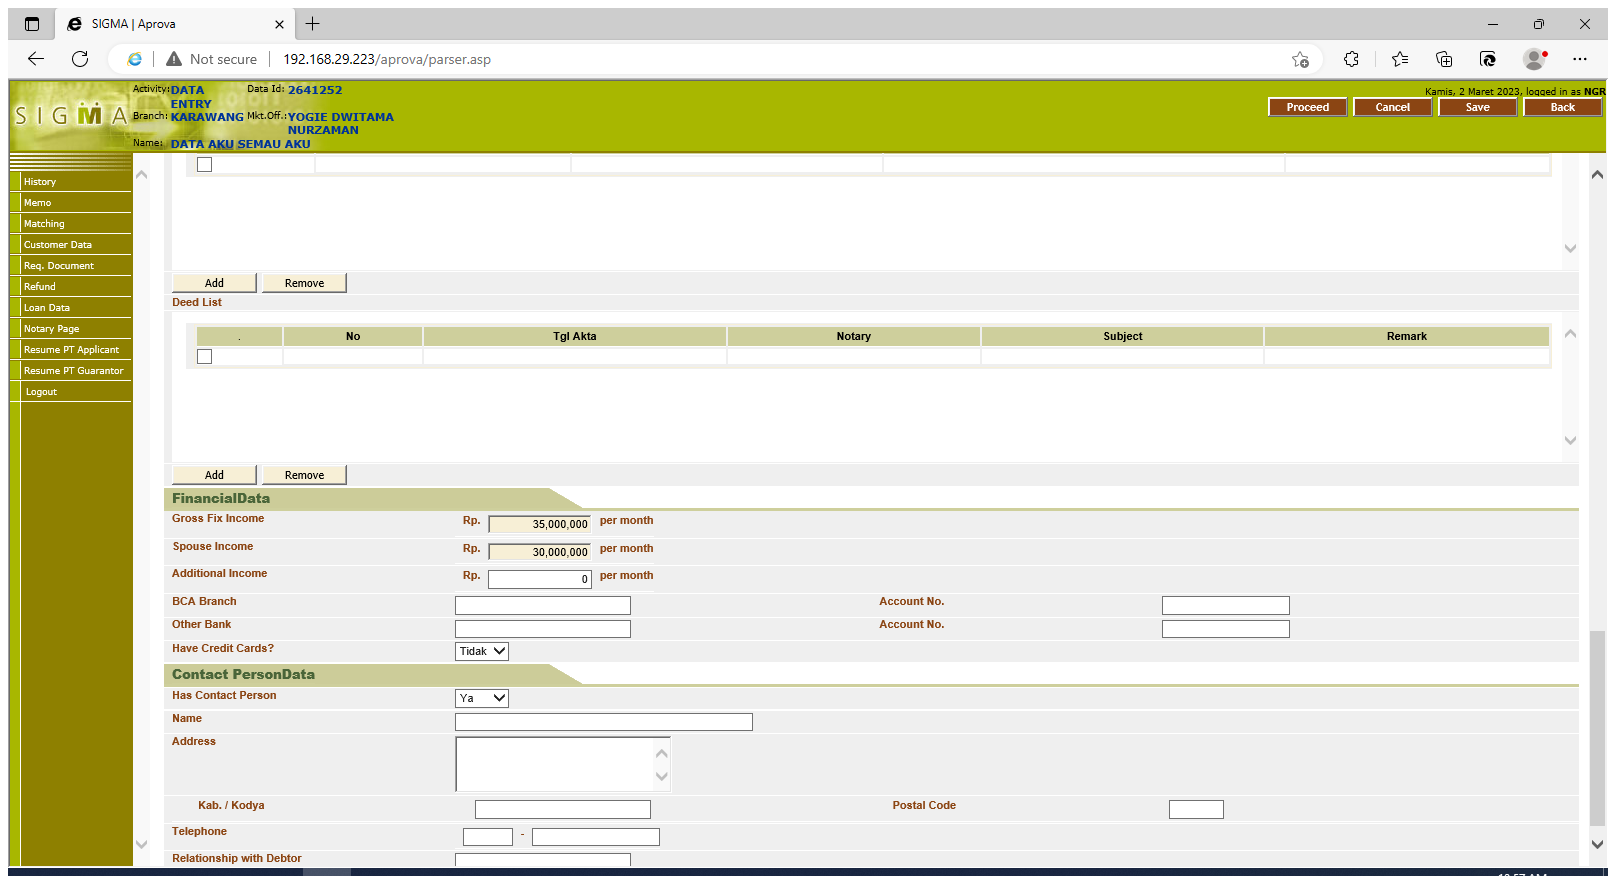 SIGMA | Aprova
Not secure
192.168.29.223/aprova/parser.asp
SIGMA
Activity: DATA ENTRY Data Id: 2641252
Branch: KARAWANG Mkt.Off.: YOGIE DWITAMA NURZAMAN
Name: DATA AKU SEMAU AKU
Kamis, 2 Maret 2023, logged in as NGR
Proceed Cancel Save Back
History
Memo
Matching
Customer Data
Req. Document
Refund
Loan Data
Notary Page
Resume PT Applicant
Resume PT Guarantor
Logout
Add Remove
Deed List
. No Tgl Akta Notary Subject Remark
Add Remove
FinancialData
Gross Fix Income Rp. 35,000,000 per month
Spouse Income Rp. 30,000,000 per month
Additional Income Rp. 0 per month
BCA Branch Account No.
Other Bank Account No.
Have Credit Cards? Tidak
Contact PersonData
Has Contact Person Ya
Name
Address
Kab. / Kodya Postal Code
Telephone -
Relationship with Debtor